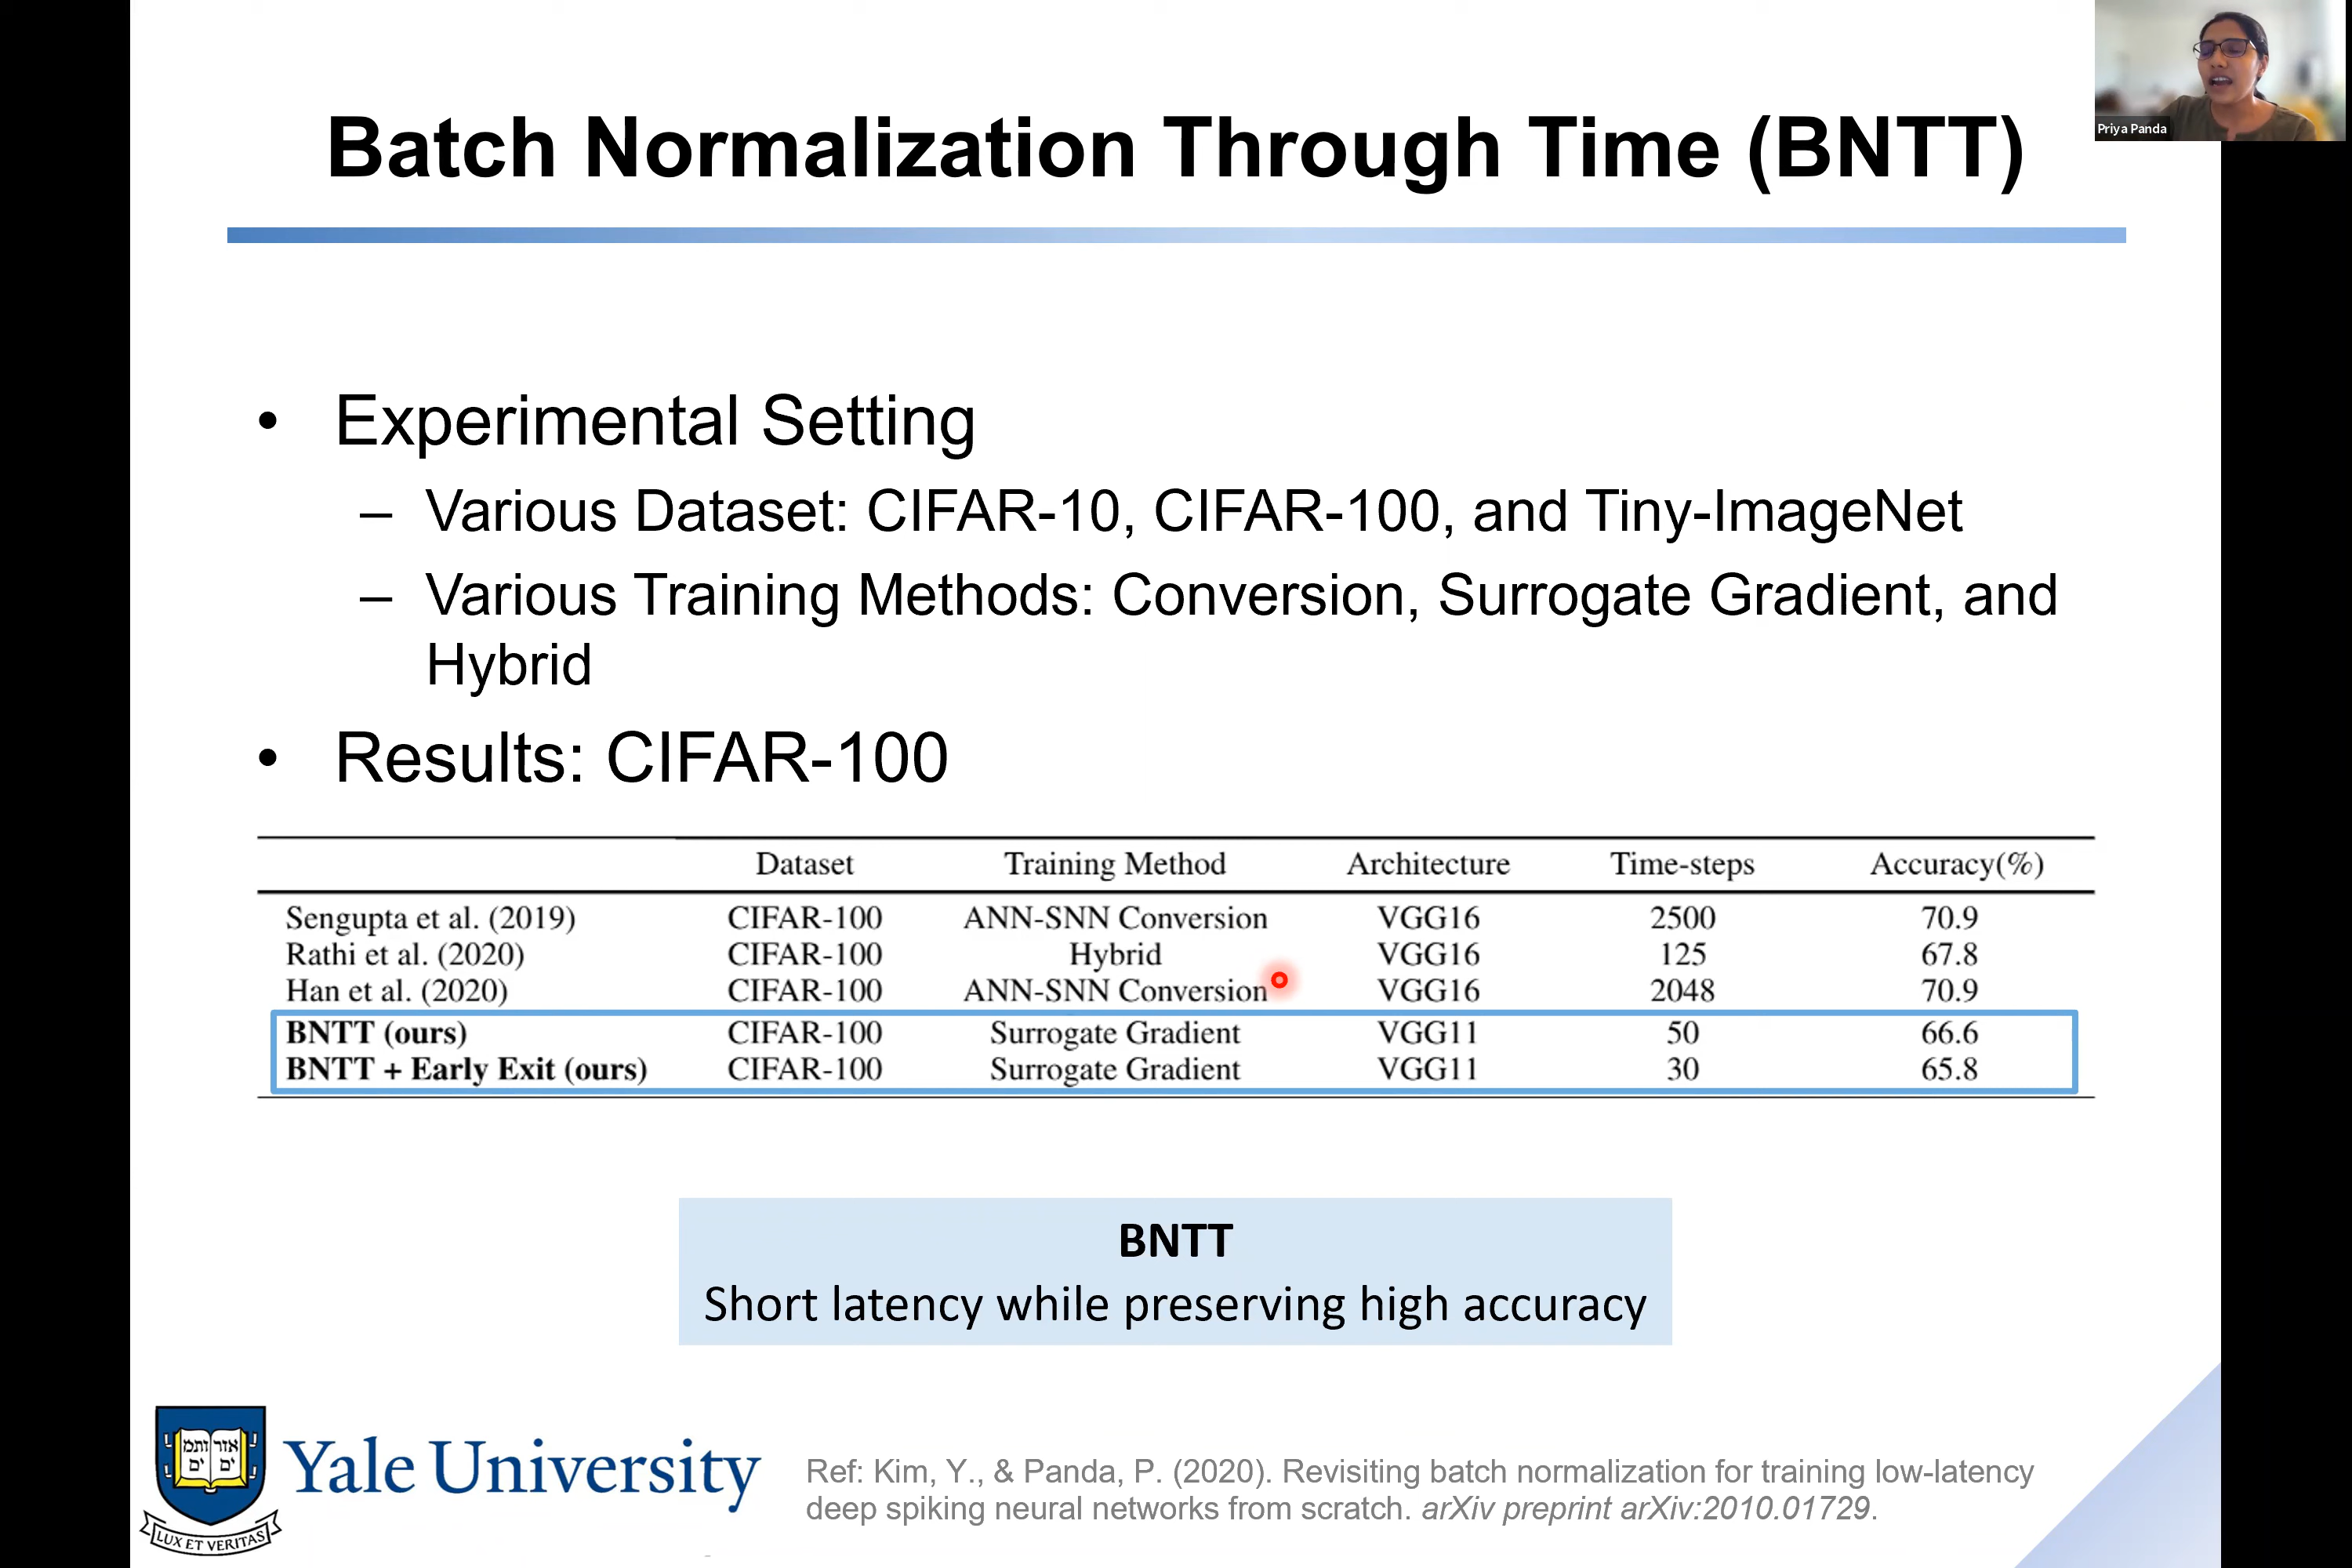 Priya Panda
Batch Normalization Through Time (BNTT)
• Experimental Setting
– Various Dataset: CIFAR-10, CIFAR-100, and Tiny-ImageNet
– Various Training Methods: Conversion, Surrogate Gradient, and
Hybrid
• Results: CIFAR-100
Dataset Training Method Architecture Time-steps Accuracy(%)
Sengupta et al. (2019) CIFAR-100 ANN-SNN Conversion VGG16 2500 70.9
Rathi et al. (2020) CIFAR-100 Hybrid VGG16 125 67.8
Han et al. (2020) CIFAR-100 ANN-SNN Conversion VGG16 2048 70.9
BNTT (ours) CIFAR-100 Surrogate Gradient VGG11 50 66.6
BNTT + Early Exit (ours) CIFAR-100 Surrogate Gradient VGG11 30 65.8
BNTT
Short latency while preserving high accuracy
Yale University
LUX ET VERITAS
Ref: Kim, Y., & Panda, P. (2020). Revisiting batch normalization for training low-latency
deep spiking neural networks from scratch. arXiv preprint arXiv:2010.01729.